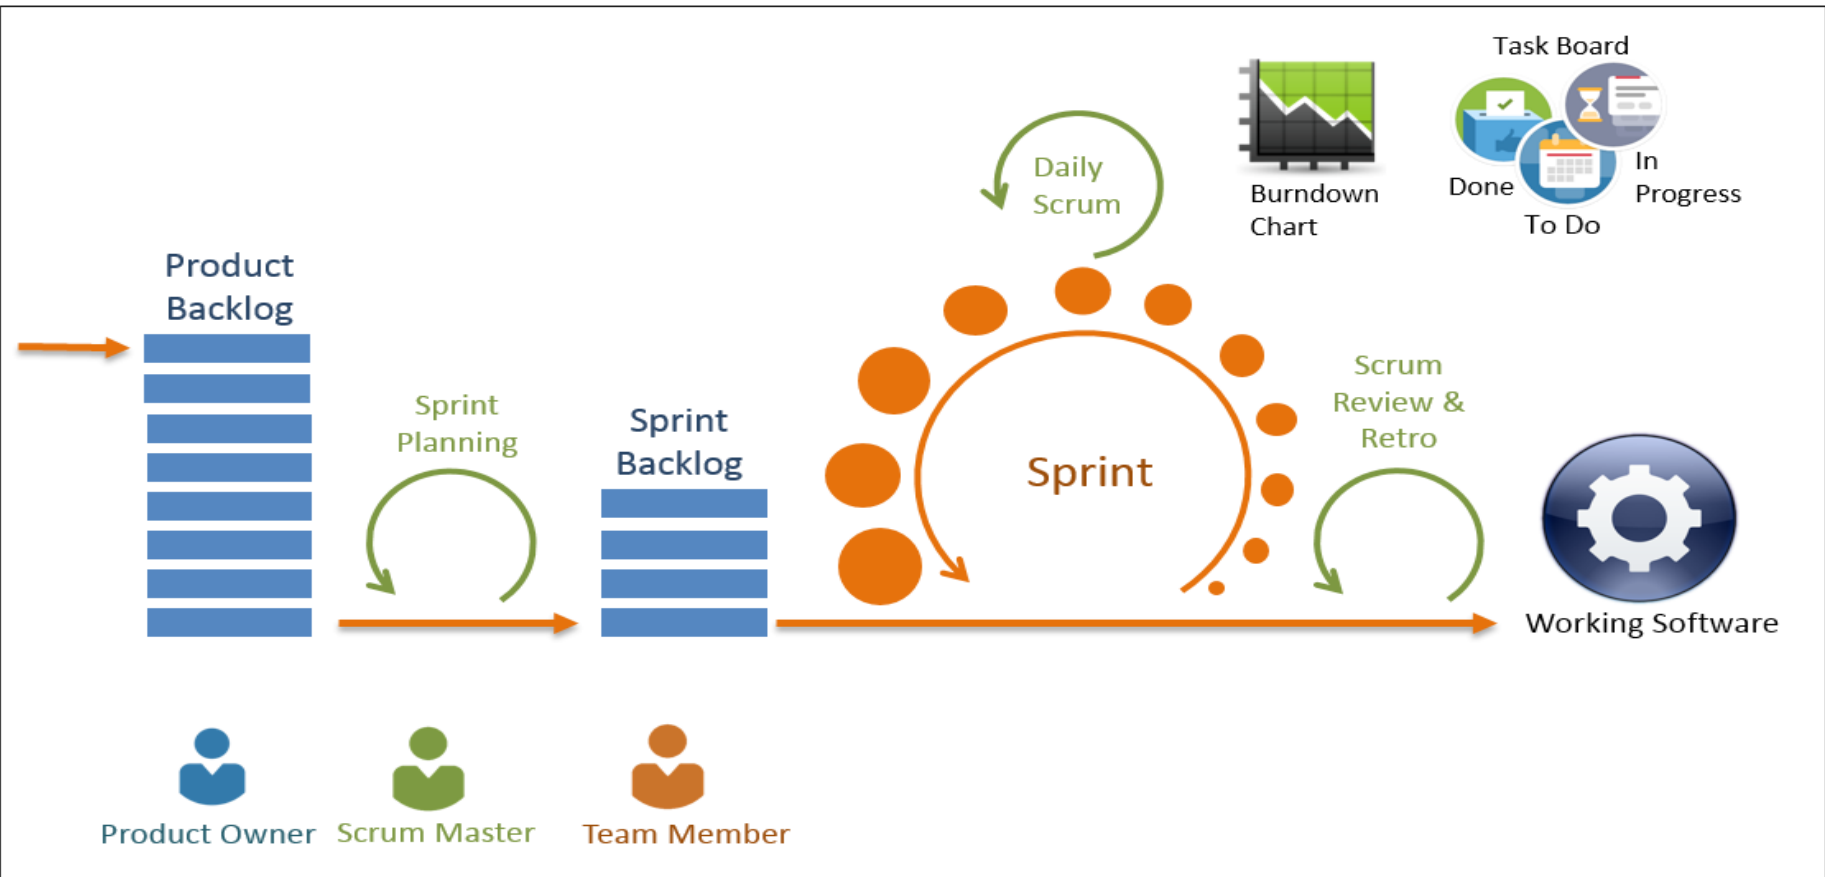 Task Board
Done
To Do
In
Progress
Burndown
Chart
Daily
Scrum
Product
Backlog
Sprint
Planning
Sprint
Backlog
Sprint
Scrum
Review &
Retro
Working Software
Product Owner
Scrum Master
Team Member